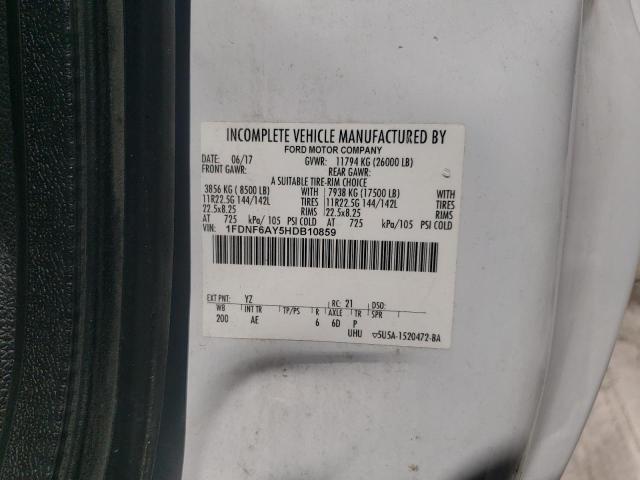 INCOMPLETE VEHICLE MANUFACTURED BY
FORD MOTOR COMPANY
DATE: 06/17 GVWR: 11794 KG (26000 LB)
FRONT GAWR: REAR GAWR:
A SUITABLE TIRE-RIM CHOICE
3856 KG ( 8500 LB) WITH 7938 KG (17500 LB) WITH
11R22.5G 144/142L TIRES 11R22.5G 144/142L TIRES
22.5x8.25 RIMS 22.5x8.25 RIMS
AT 725 kPa/ 105 PSI COLD AT 725 kPa/ 105 PSI COLD
VIN: 1FDNF6AY5HDB10859
EXT PNT: YZ RC: 21 DSO:
WB INT TR TP/PS R AXLE TR SPR
200 AE 6 6D P
UHU 5U5A-1520472-BA